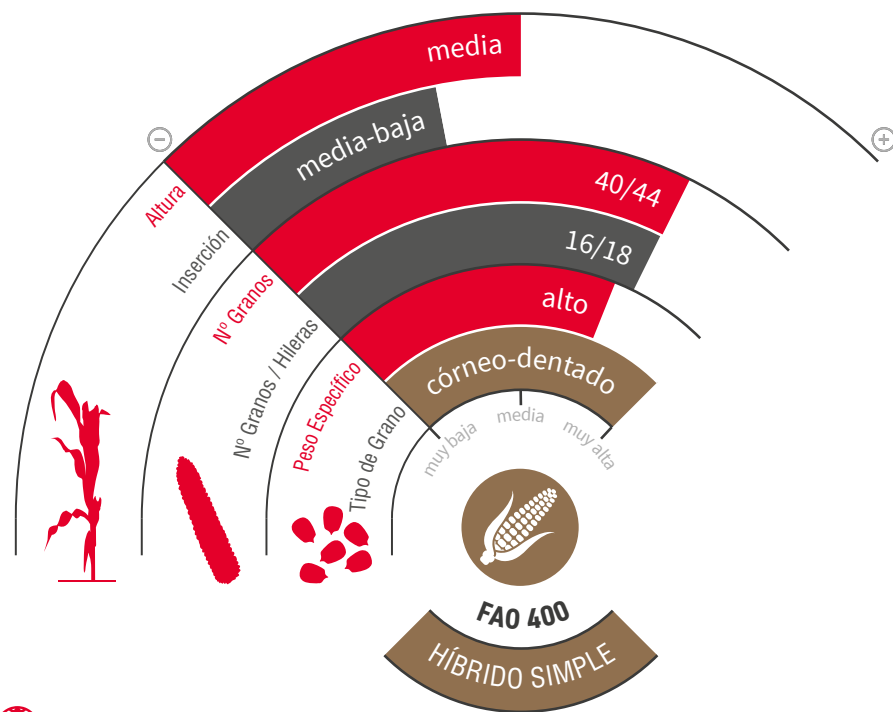 media
media-baja
40/44
16/18
alto
córneo-dentado
−
+
Altura
Inserción
Nº Granos
Nº Granos / Hileras
Peso Específico
Tipo de Grano
muy baja
media
muy alta
FAO 400
HÍBRIDO SIMPLE